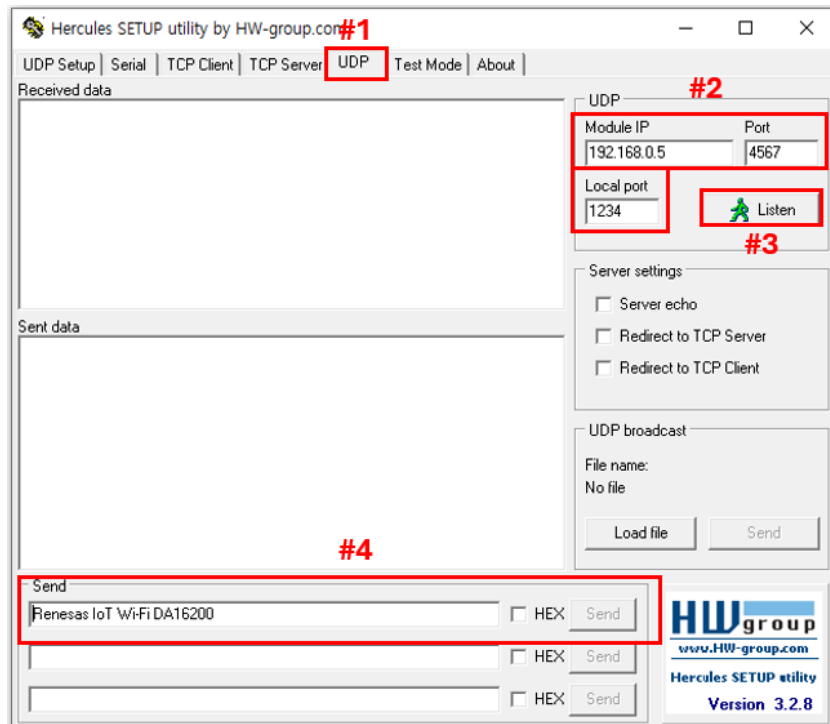 Hercules SETUP utility by HW-group.com
#1
UDP Setup Serial TCP Client TCP Server UDP Test Mode About
Received data
#2
UDP
Module IP Port
192.168.0.5 4567
Local port
1234 Listen
#3
Server settings
Server echo
Redirect to TCP Server
Redirect to TCP Client
Sent data
UDP broadcast
File name:
No file
Load file Send
#4
Send
Renesas IoT Wi-Fi DA16200 HEX Send
HEX Send
HEX Send
HW group
www.HW-group.com
Hercules SETUP utility
Version 3.2.8